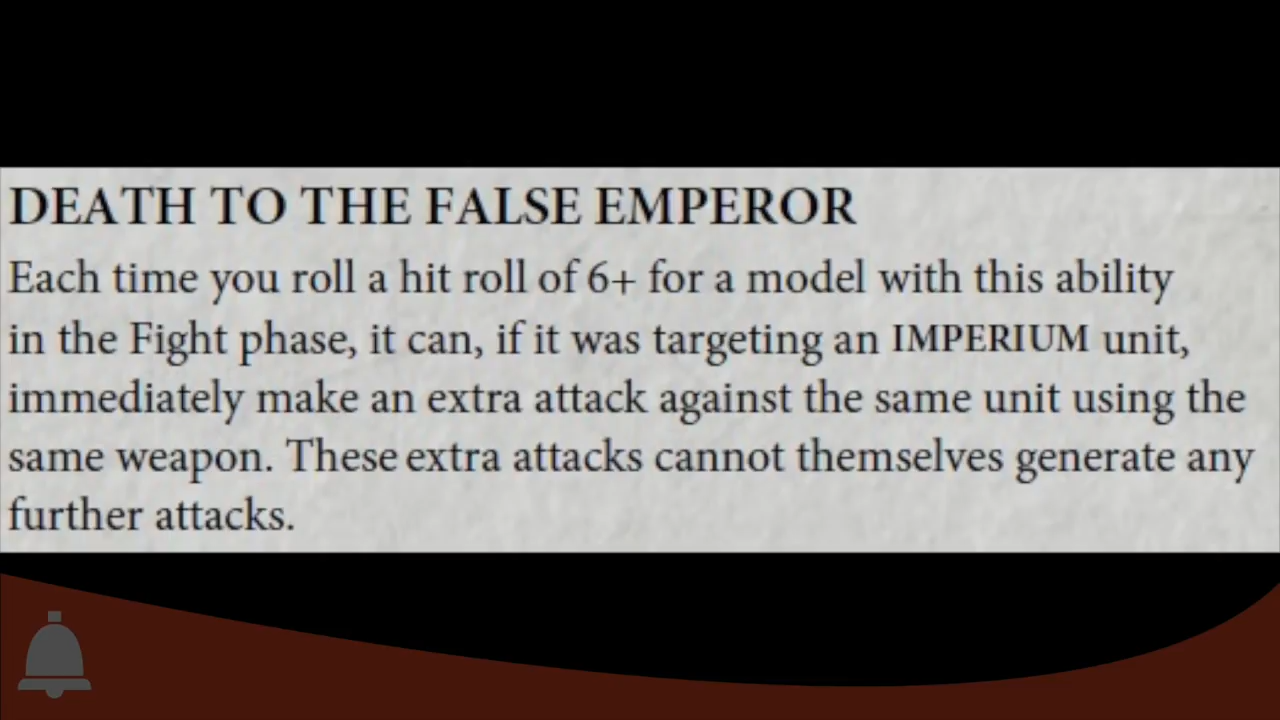 DEATH TO THE FALSE EMPEROR
Each time you roll a hit roll of 6+ for a model with this ability
in the Fight phase, it can, if it was targeting an IMPERIUM unit,
immediately make an extra attack against the same unit using the
same weapon. These extra attacks cannot themselves generate any
further attacks.